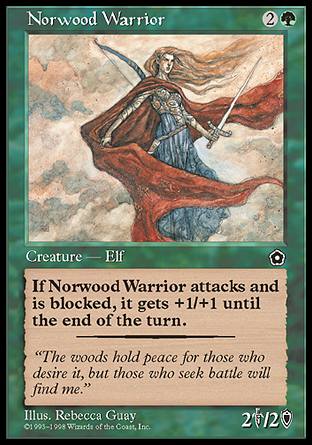 Norwood Warrior 2
Creature — Elf
If Norwood Warrior attacks and
is blocked, it gets +1/+1 until
the end of the turn.
"The woods hold peace for those who
desire it, but those who seek battle will
find me."
Illus. Rebecca Guay
©1993-1998 Wizards of the Coast, Inc.
2/2